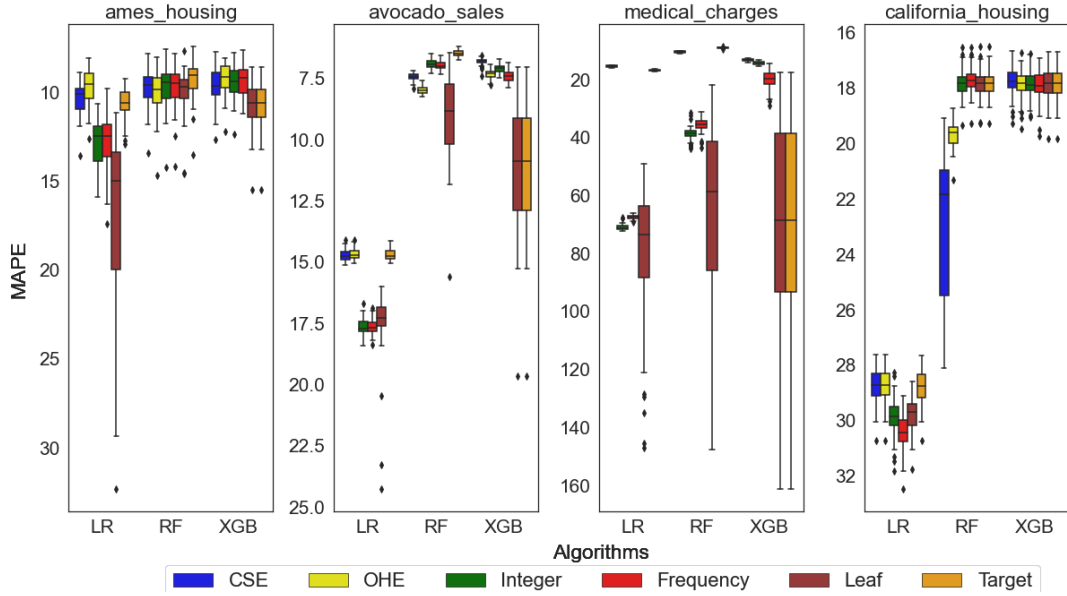 ames_housing
avocado_sales
medical_charges
california_housing
MAPE
10
15
20
25
30
7.5
10.0
12.5
15.0
17.5
20.0
22.5
25.0
20
40
60
80
100
120
140
160
16
18
20
22
24
26
28
30
32
LR RF XGB
LR RF XGB
LR RF XGB
LR RF XGB
Algorithms
CSE OHE Integer Frequency Leaf Target